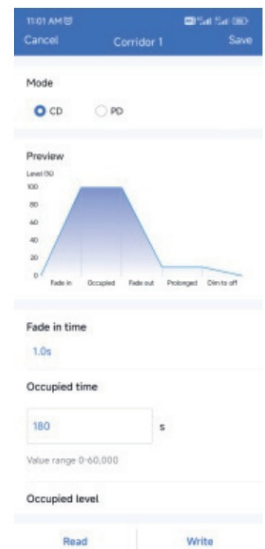 11:01 AM
Cancel Corridor 1 Save
Mode
CD PD
Preview
Level (%)
100
80
60
40
20
0
Fade in Occupied Fade out Prolonged Dim to off
Fade in time
1.0s
Occupied time
180 s
Value range 0-60,000
Occupied level
Read Write